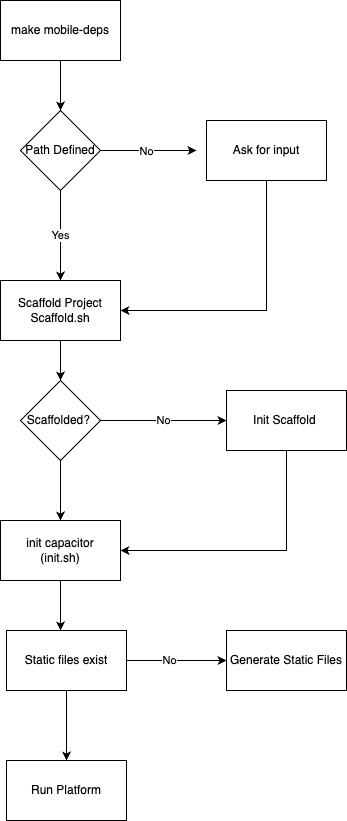 make mobile-deps
Path Defined
No
Ask for input
Yes
Scaffold Project
Scaffold.sh
Scaffolded?
No
Init Scaffold
init capacitor
(init.sh)
Static files exist
No
Generate Static Files
Run Platform